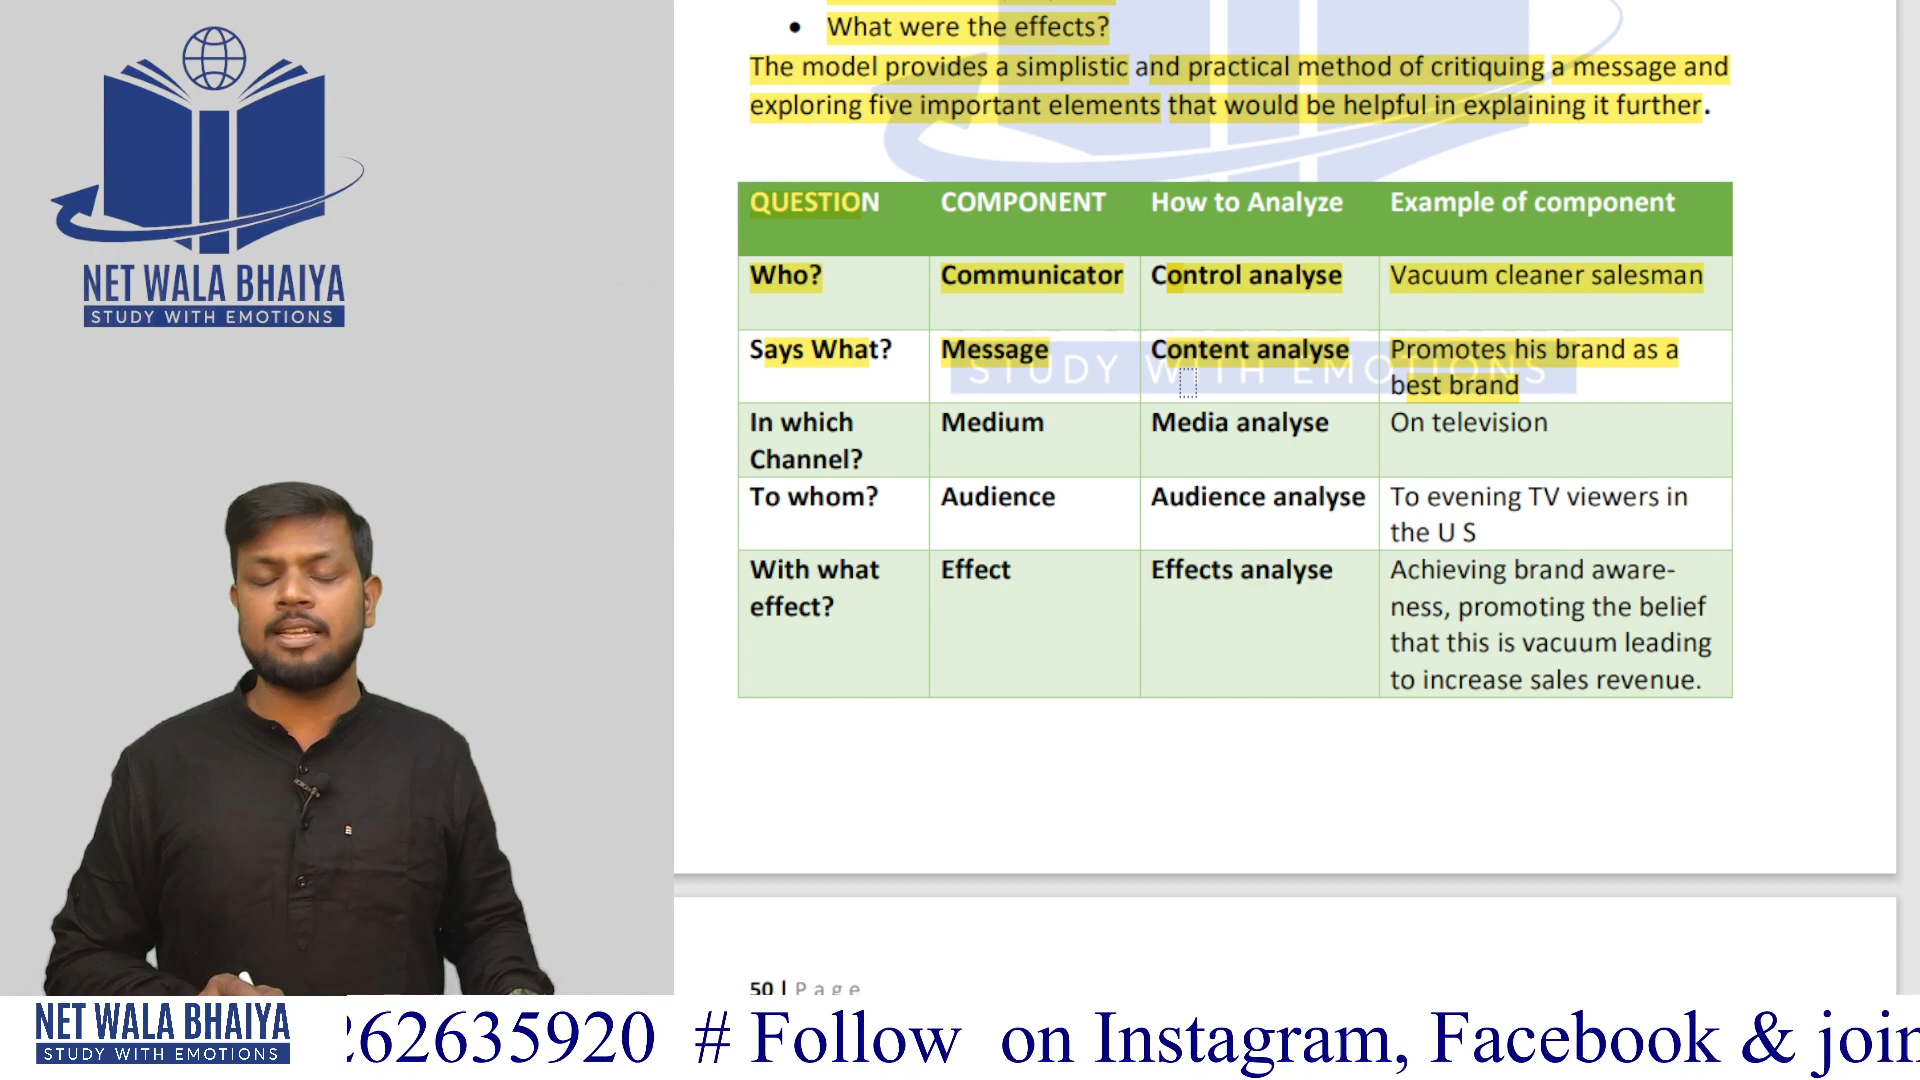 What were the effects?
The model provides a simplistic and practical method of critiquing a message and
exploring five important elements that would be helpful in explaining it further.
NET WALA BHAIYA
STUDY WITH EMOTIONS
QUESTION COMPONENT How to Analyze Example of component
Who? Communicator Control analyse Vacuum cleaner salesman
Says What? Message Content analyse Promotes his brand as a
best brand
STUDY WITH EMOTIONS
In which Medium Media analyse On television
Channel?
To whom? Audience Audience analyse To evening TV viewers in
the U S
With what Effect Effects analyse Achieving brand aware-
effect? ness, promoting the belief
that this is vacuum leading
to increase sales revenue.
50 | Page
NET WALA BHAIYA
STUDY WITH EMOTIONS
262635920 # Follow on Instagram, Facebook & join